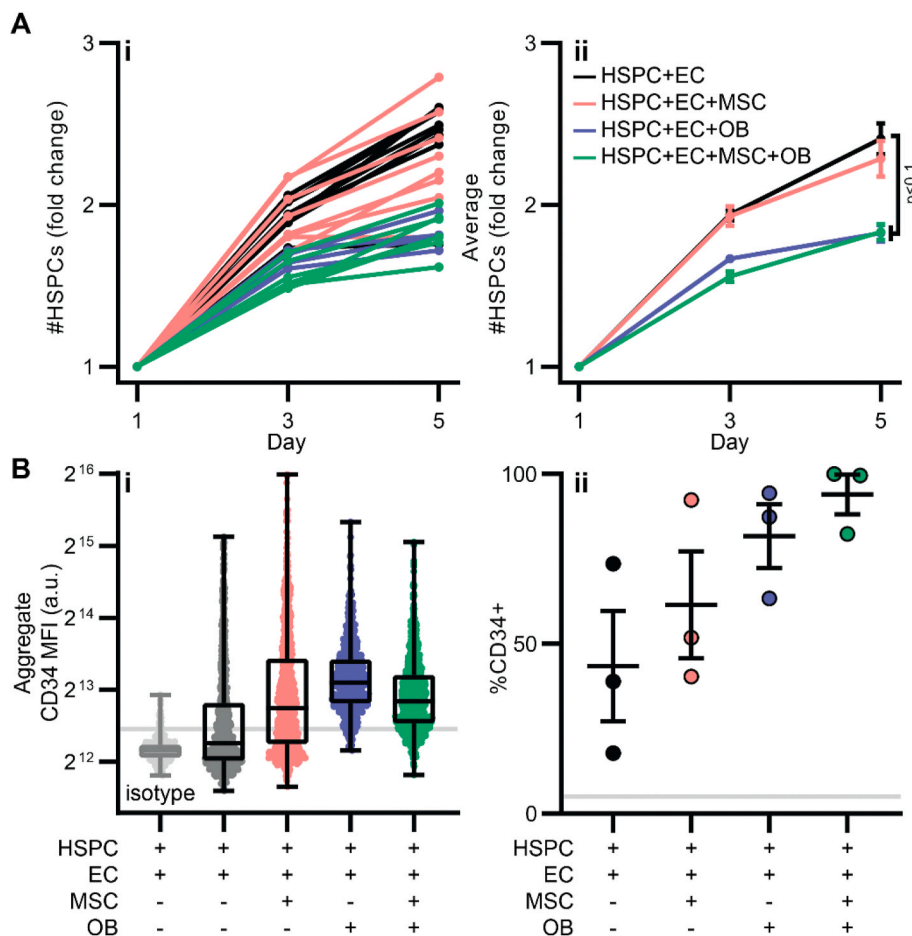 A
i
3
2
1
#HSPCs (fold change)
1
3
5
Day
ii
3
2
1
Average
#HSPCs (fold change)
HSPC+EC
HSPC+EC+MSC
HSPC+EC+OB
HSPC+EC+MSC+OB
p≤0.1
1
3
5
Day
B
i
2^16
2^15
2^14
2^13
2^12
Aggregate
CD34 MFI (a.u.)
isotype
HSPC + + + + +
EC + + + + +
MSC - - + - +
OB - - - + +
ii
100
50
0
%CD34+
HSPC + + + +
EC + + + +
MSC - + - +
OB - - + +